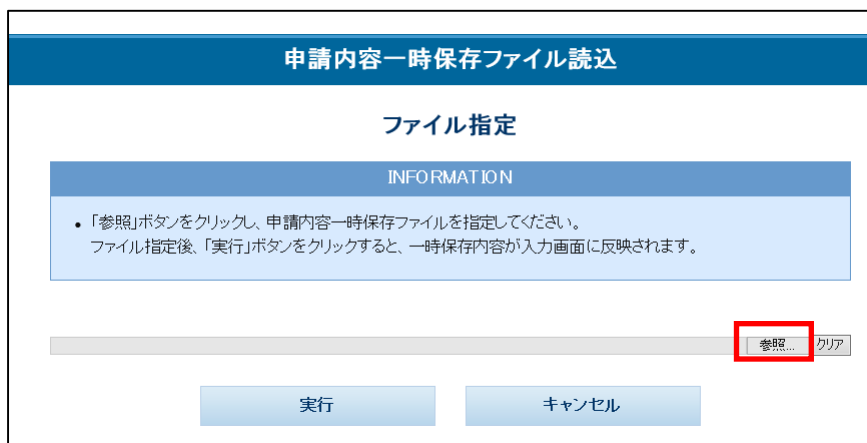 申請内容一時保存ファイル読込
ファイル指定
INFORMATION
• 「参照」ボタンをクリックし、申請内容一時保存ファイルを指定してください。
ファイル指定後、「実行」ボタンをクリックすると、一時保存内容が入力画面に反映されます。
参照... クリア
実行 キャンセル